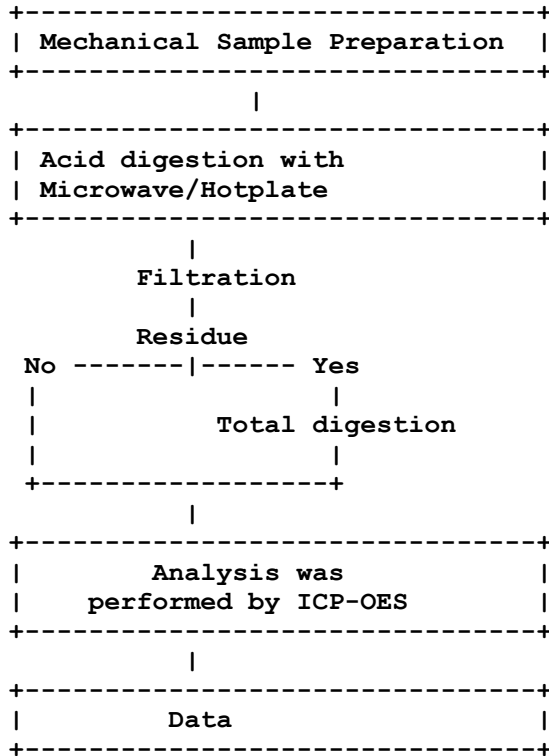 Mechanical Sample Preparation
Acid digestion with
Microwave/Hotplate
Filtration
Residue
No Yes
Total digestion
Analysis was
performed by ICP-OES
Data